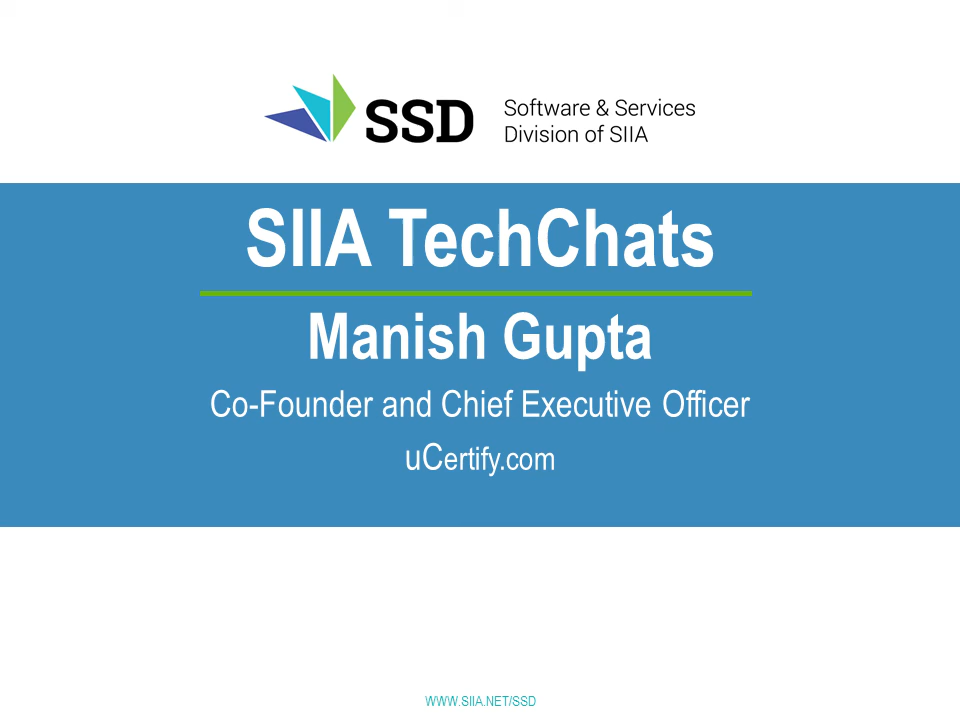 SSD
Software & Services
Division of SIIA
SIIA TechChats
Manish Gupta
Co-Founder and Chief Executive Officer
uCertify.com
WWW.SIIA.NET/SSD